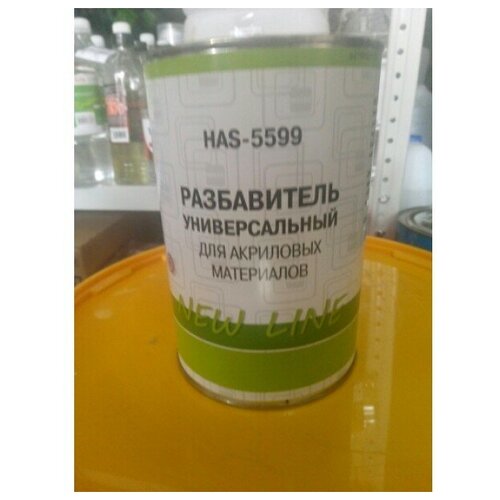 HAS-5599
РАЗБАВИТЕЛЬ
УНИВЕРСАЛЬНЫЙ
ДЛЯ АКРИЛОВЫХ
МАТЕРИАЛОВ
NEW LINE